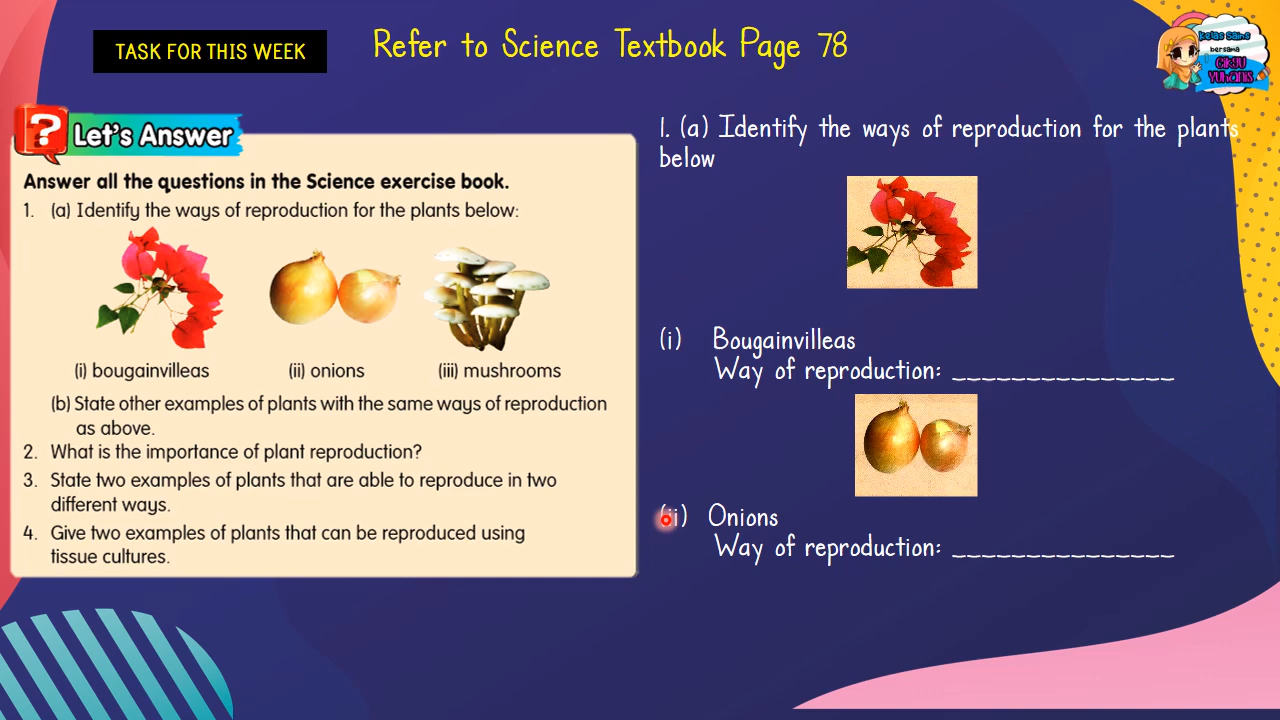 TASK FOR THIS WEEK
Refer to Science Textbook Page 78
Kelas Sains
bersama
CIKGU
YUHANIS
?
Let's Answer
Answer all the questions in the Science exercise book.
1. (a) Identify the ways of reproduction for the plants below:
(i) bougainvilleas (ii) onions (iii) mushrooms
(b) State other examples of plants with the same ways of reproduction
as above.
2. What is the importance of plant reproduction?
3. State two examples of plants that are able to reproduce in two
different ways.
4. Give two examples of plants that can be reproduced using
tissue cultures.
1. (a) Identify the ways of reproduction for the plants
below
(i) Bougainvilleas
Way of reproduction: _______________
(ii) Onions
Way of reproduction: _______________